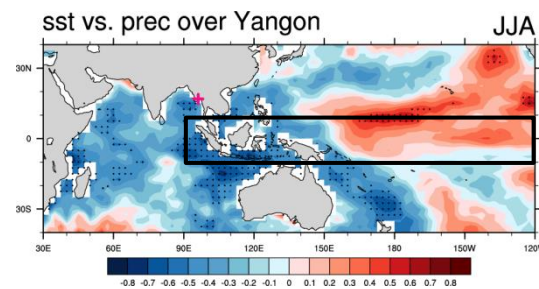 sst vs. prec over Yangon JJA
30N
0
30S
30E 60E 90E 120E 150E 180 150W 120W
-0.8 -0.7 -0.6 -0.5 -0.4 -0.3 -0.2 -0.1 0 0.1 0.2 0.3 0.4 0.5 0.6 0.7 0.8